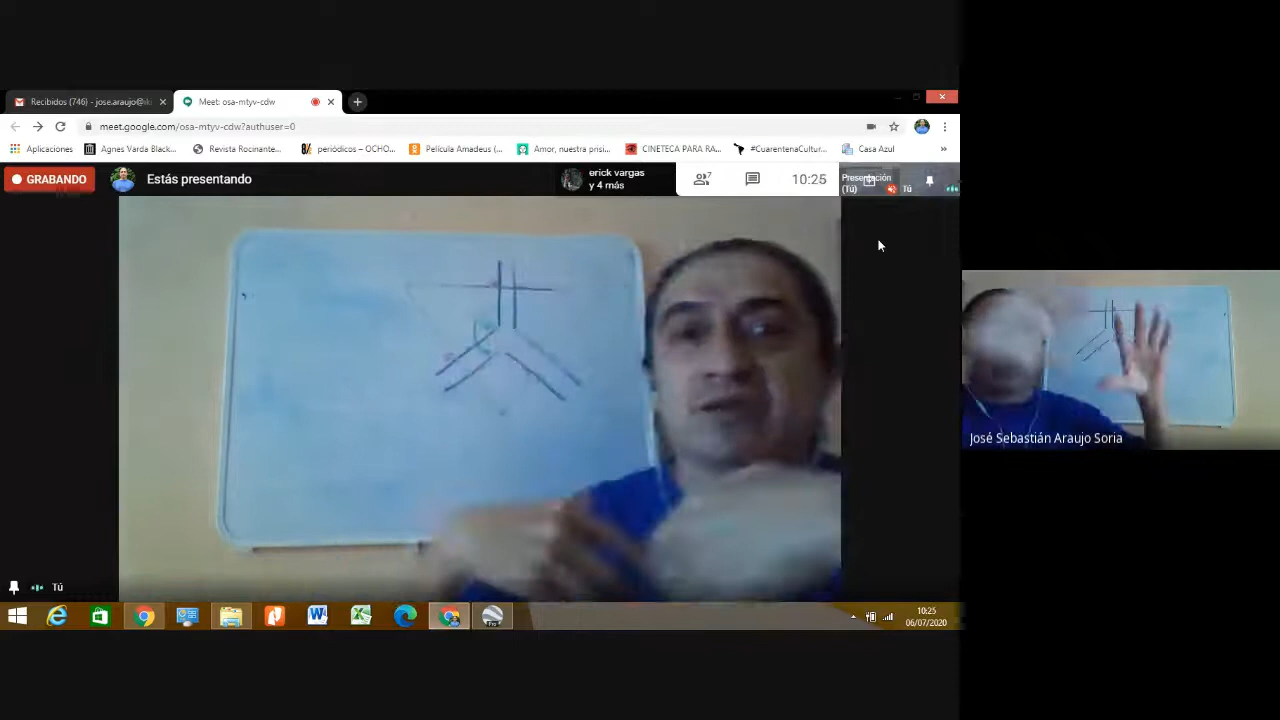 Recibidos (746) - jose.araujo@
Meet: osa-mtyv-cdw
meet.google.com/osa-mtyv-cdw?authuser=0
Aplicaciones
Agnes Varda Black...
Revista Rocinante...
periódicos – OCHO...
Película Amadeus (...
Amor, nuestra prisi...
CINETECA PARA RA...
#CuarentenaCultur...
Casa Azul
»
GRABANDO
Estás presentando
erick vargas
y 4 más
7
10:25
Presentación
(Tú)
Tú
José Sebastián Araujo Soria
Tú
10:25
06/07/2020